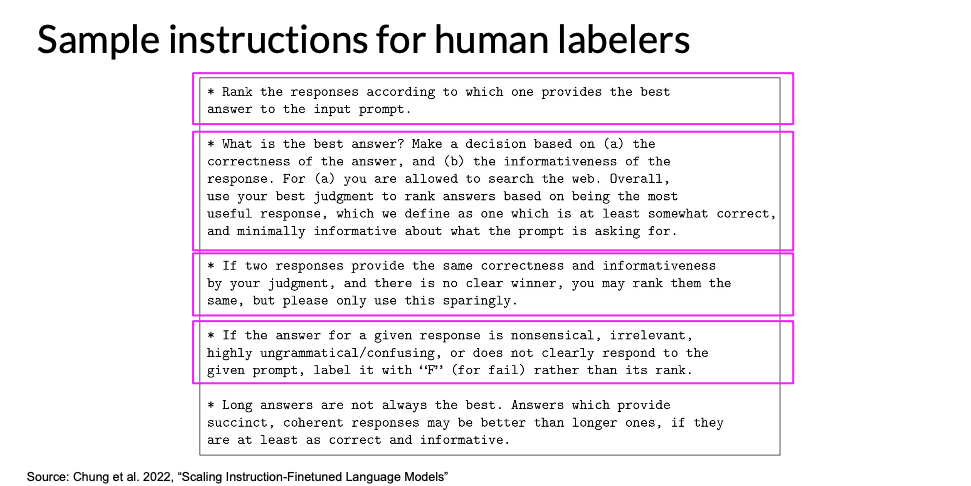 Sample instructions for human labelers
* Rank the responses according to which one provides the best
answer to the input prompt.
* What is the best answer? Make a decision based on (a) the
correctness of the answer, and (b) the informativeness of the
response. For (a) you are allowed to search the web. Overall,
use your best judgment to rank answers based on being the most
useful response, which we define as one which is at least somewhat correct,
and minimally informative about what the prompt is asking for.
* If two responses provide the same correctness and informativeness
by your judgment, and there is no clear winner, you may rank them the
same, but please only use this sparingly.
* If the answer for a given response is nonsensical, irrelevant,
highly ungrammatical/confusing, or does not clearly respond to the
given prompt, label it with “F” (for fail) rather than its rank.
* Long answers are not always the best. Answers which provide
succinct, coherent responses may be better than longer ones, if they
are at least as correct and informative.
Source: Chung et al. 2022, “Scaling Instruction-Finetuned Language Models”